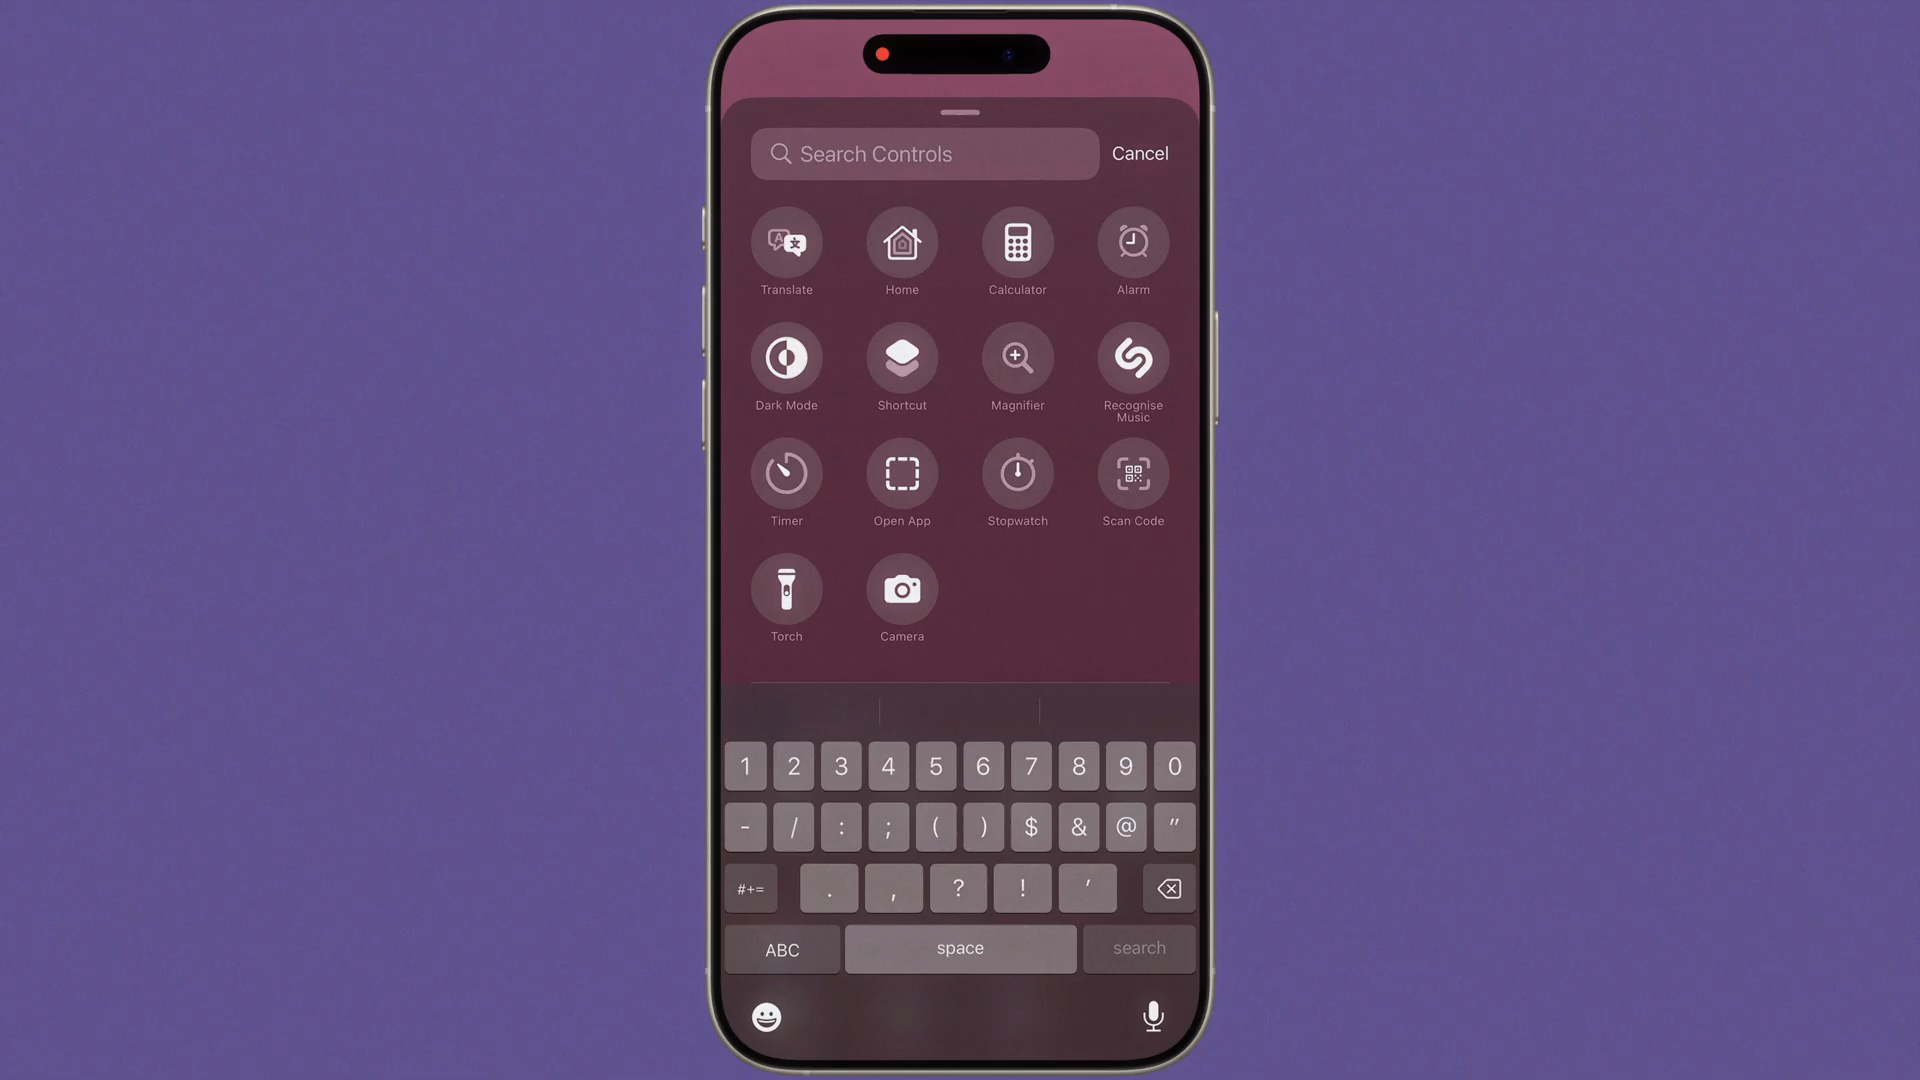 Search Controls
Cancel
A 文
Translate
Home
Calculator
Alarm
Dark Mode
Shortcut
Magnifier
Recognise
Music
Timer
Open App
Stopwatch
Scan Code
Torch
Camera
1 2 3 4 5 6 7 8 9 0
- / : ; ( ) $ & @ "
#+= . , ? ! '
ABC space search